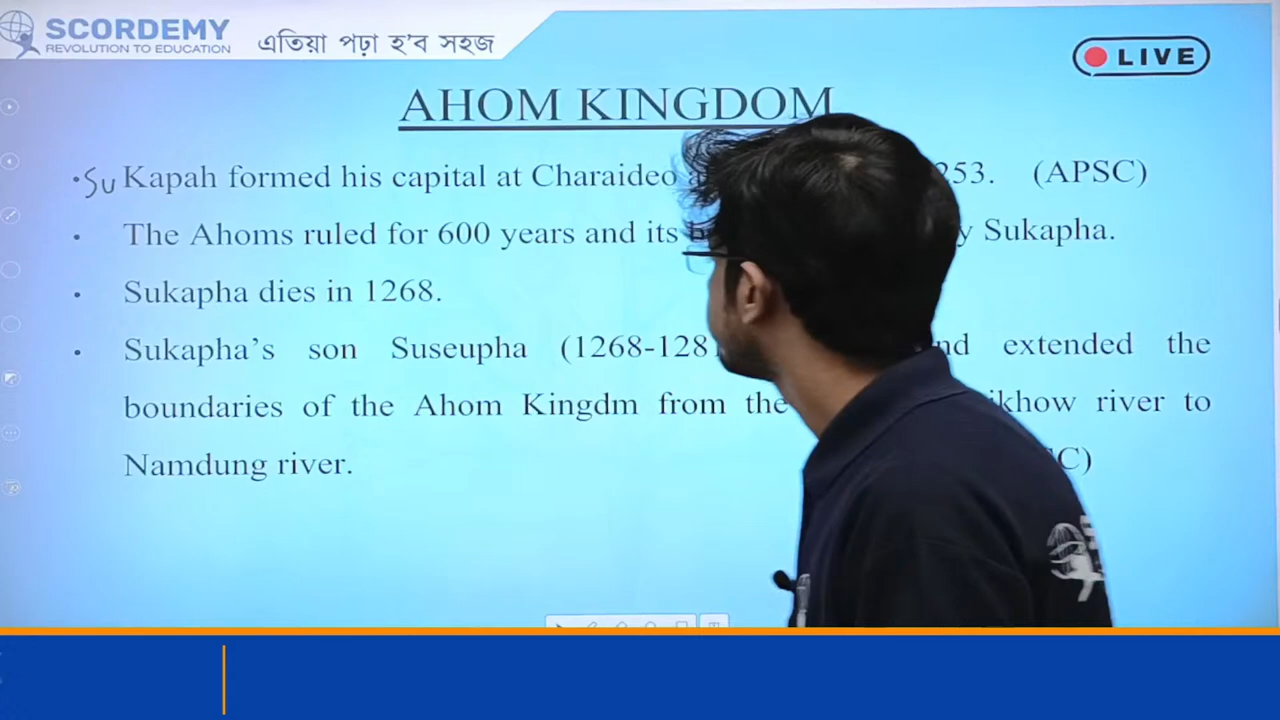 SCORDEMY
REVOLUTION TO EDUCATION
এতিয়া পঢ়া হ'ব সহজ
LIVE
AHOM KINGDOM
•Su Kapah formed his capital at Charaideo 253. (APSC)
• The Ahoms ruled for 600 years and its Sukapha.
• Sukapha dies in 1268.
• Sukapha's son Suseupha (1268-128 extended the
boundaries of the Ahom Kingdm from the river to
Namdung river.